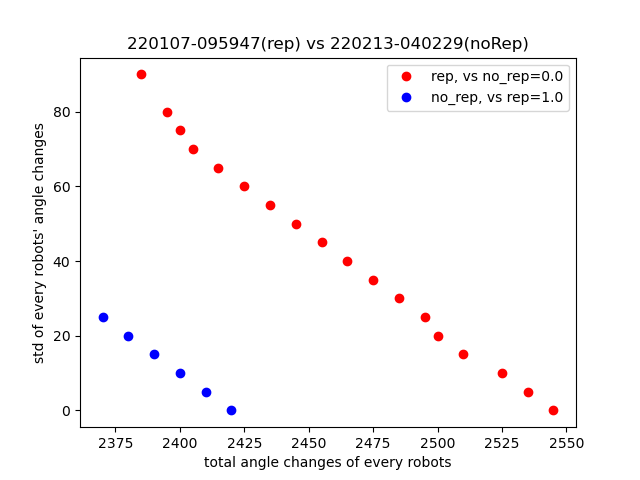 220107-095947(rep) vs 220213-040229(noRep)
rep, vs no_rep=0.0
no_rep, vs rep=1.0
std of every robots' angle changes
80
60
40
20
0
2375 2400 2425 2450 2475 2500 2525 2550
total angle changes of every robots